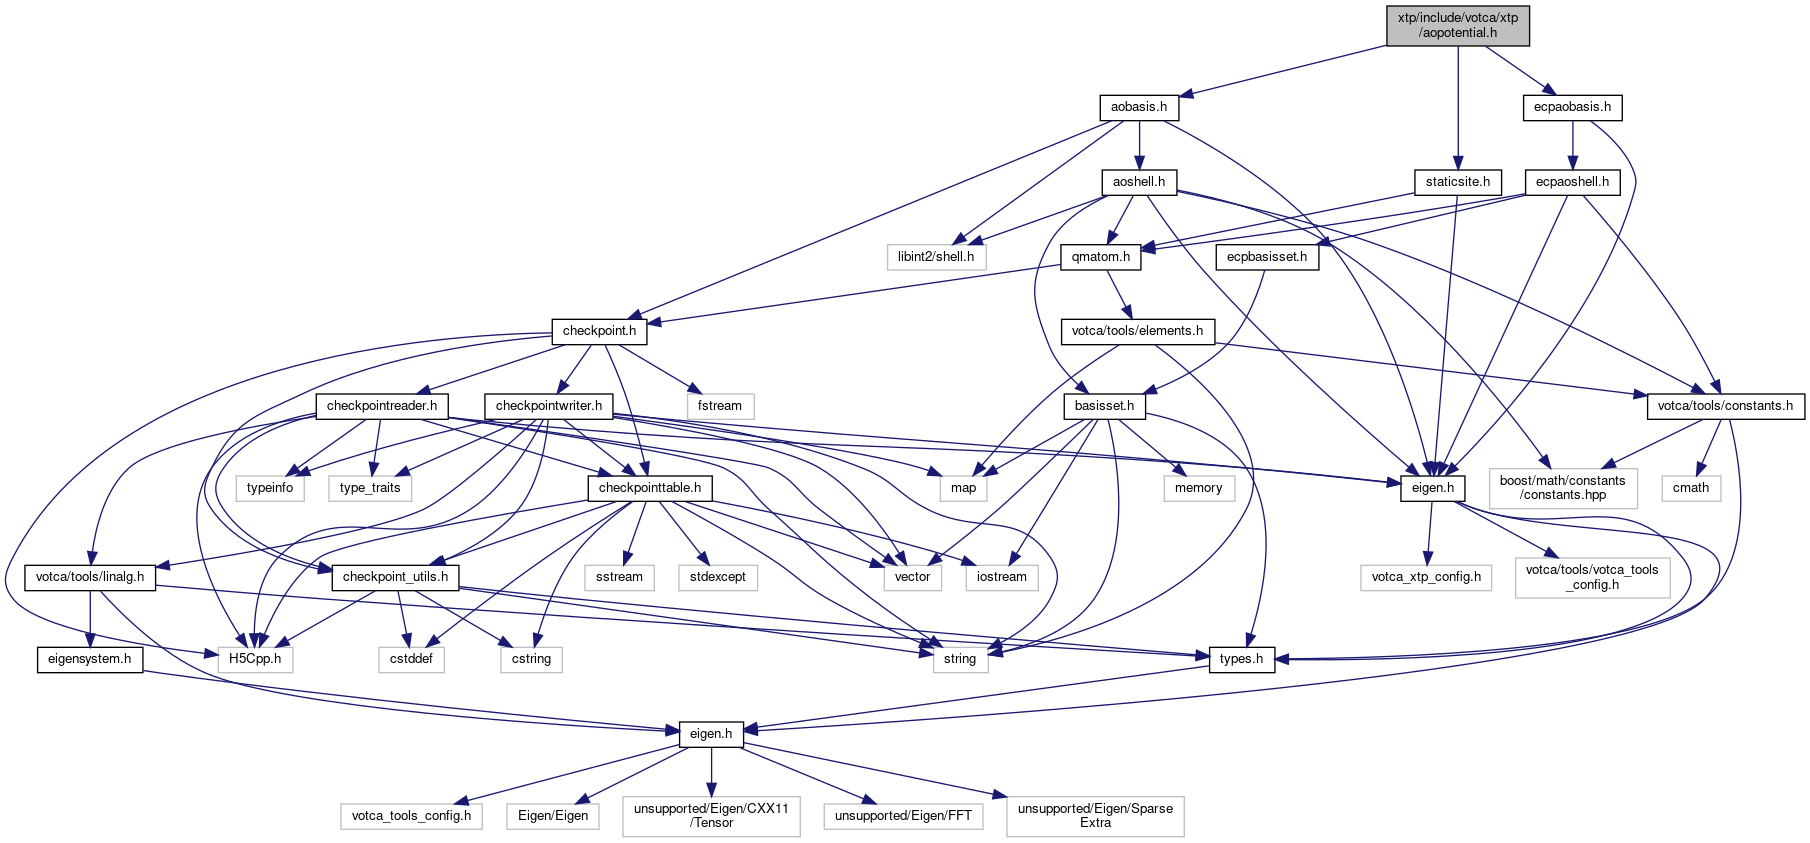 xtp/include/votca/xtp
/aopotential.h
aobasis.h
ecpaobasis.h
aoshell.h
staticsite.h
ecpaoshell.h
libint2/shell.h
qmatom.h
ecpbasisset.h
checkpoint.h
votca/tools/elements.h
checkpointreader.h
checkpointwriter.h
fstream
basisset.h
votca/tools/constants.h
typeinfo
type_traits
checkpointtable.h
map
memory
eigen.h
boost/math/constants
/constants.hpp
cmath
votca/tools/linalg.h
checkpoint_utils.h
sstream
stdexcept
vector
iostream
votca_xtp_config.h
votca/tools/votca_tools
_config.h
eigensystem.h
H5Cpp.h
cstddef
cstring
string
types.h
eigen.h
votca_tools_config.h
Eigen/Eigen
unsupported/Eigen/CXX11
/Tensor
unsupported/Eigen/FFT
unsupported/Eigen/Sparse
Extra